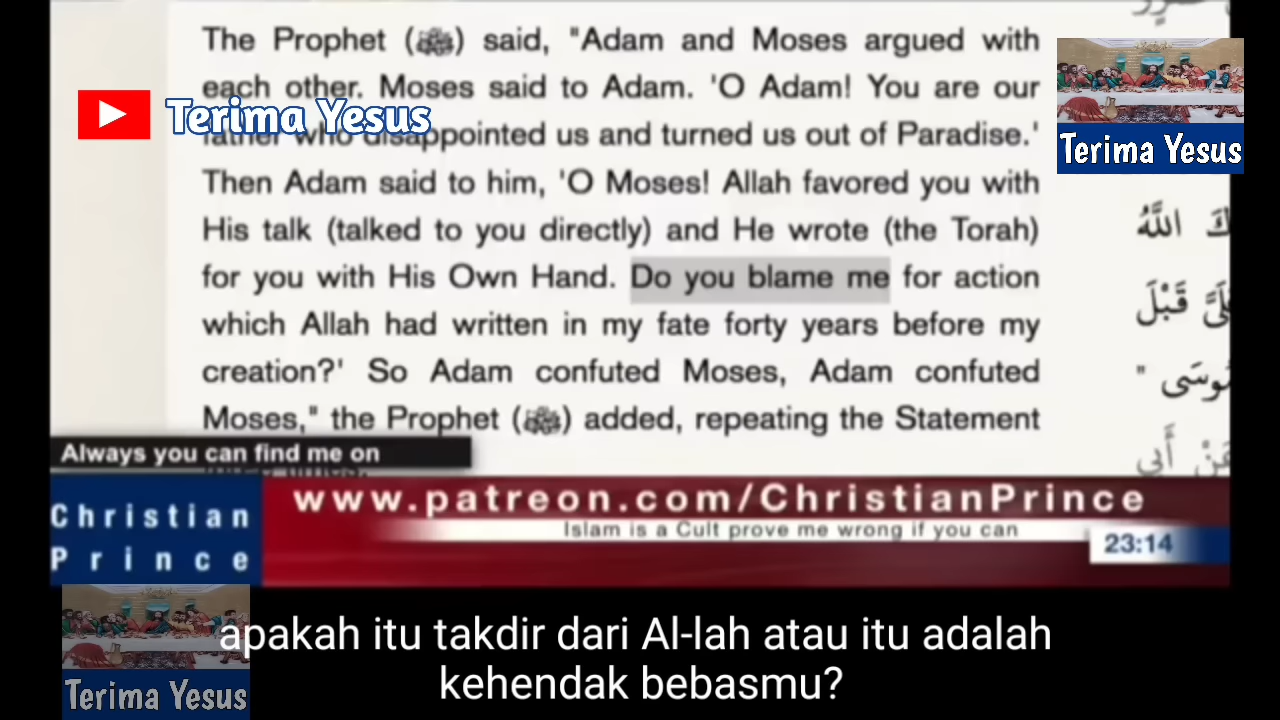 The Prophet (ﷺ) said, "Adam and Moses argued with
each other. Moses said to Adam. 'O Adam! You are our
Terima Yesus
Terima Yesus
father who disappointed us and turned us out of Paradise.'
Then Adam said to him, 'O Moses! Allah favored you with
His talk (talked to you directly) and He wrote (the Torah)
كَ اللَّهُ
for you with His Own Hand. Do you blame me for action
قَبْلَ
which Allah had written in my fate forty years before my
creation?' So Adam confuted Moses, Adam confuted
Moses," the Prophet (ﷺ) added, repeating the Statement
عَنْ أَبِي
Always you can find me on
www.patreon.com/ChristianPrince
Christian
Prince
Islam is a Cult prove me wrong if you can
23:14
apakah itu takdir dari Al-lah atau itu adalah
kehendak bebasmu?
Terima Yesus